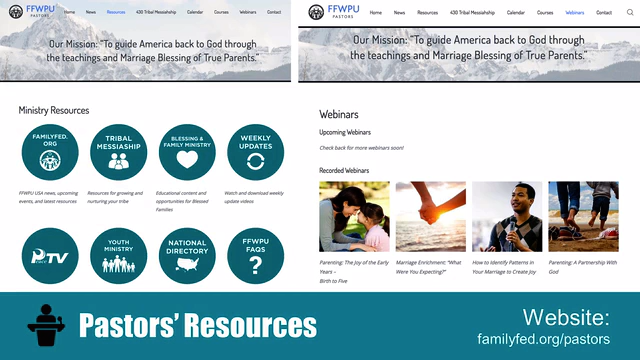 FFWPU
PASTORS
Home News Resources 430 Tribal Messiahship Calendar Courses Webinars Contact
Our Mission: "To guide America back to God through
the teachings and Marriage Blessing of True Parents."
Ministry Resources
FAMILYFED.
ORG
FFWPU USA news, upcoming
events, and latest resources
TRIBAL
MESSIAHSHIP
Resources for growing and
nurturing your tribe
BLESSING &
FAMILY MINISTRY
Educational content and
opportunities for Blessed
Families
WEEKLY
UPDATES
Watch and download weekly
update videos
TV
YOUTH
MINISTRY
NATIONAL
DIRECTORY
FFWPU
FAQS
?
FFWPU
PASTORS
Home News Resources 430 Tribal Messiahship Calendar Courses Webinars Contact
Our Mission: "To guide America back to God through
the teachings and Marriage Blessing of True Parents."
Webinars
Upcoming Webinars
Check back for more webinars soon!
Recorded Webinars
Parenting: The Joy of the Early
Years –
Birth to Five
Marriage Enrichment: "What
Were You Expecting?"
How to Identify Patterns in
Your Marriage to Create Joy
Parenting: A Partnership With
God
Pastors' Resources
Website:
familyfed.org/pastors